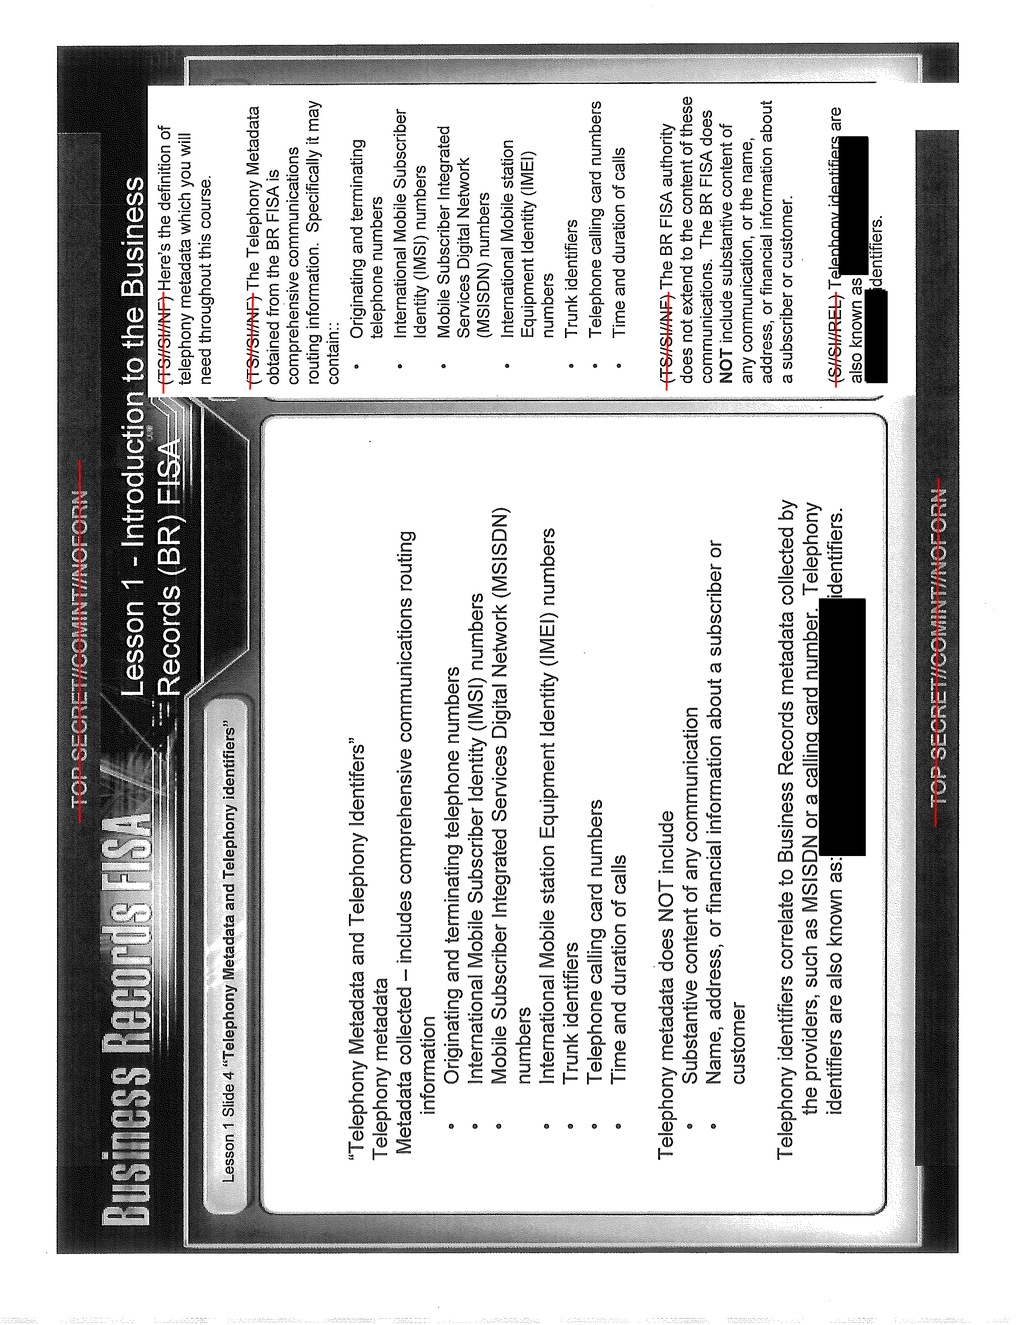 TOP SECRET//COMINT//NOFORN
Business Records FISA
Lesson 1 - Introduction to the Business
Records (BR) FISA
Lesson 1 Slide 4 “Telephony Metadata and Telephony identifiers”
“Telephony Metadata and Telephony Identifers”
Telephony metadata
Metadata collected – includes comprehensive communications routing
information
• Originating and terminating telephone numbers
• International Mobile Subscriber Identity (IMSI) numbers
• Mobile Subscriber Integrated Services Digital Network (MSISDN)
numbers
• International Mobile station Equipment Identity (IMEI) numbers
• Trunk identifiers
• Telephone calling card numbers
• Time and duration of calls
Telephony metadata does NOT include
• Substantive content of any communication
• Name, address, or financial information about a subscriber or
customer
Telephony identifiers correlate to Business Records metadata collected by
the providers, such as MSISDN or a calling card number. Telephony
identifiers are also known as: identifiers.
(TS//SI//NF) Here's the definition of
telephony metadata which you will
need throughout this course.
(TS//SI//NF) The Telephony Metadata
obtained from the BR FISA is
comprehensive communications
routing information. Specifically it may
contain::
• Originating and terminating
telephone numbers
• International Mobile Subscriber
Identity (IMSI) numbers
• Mobile Subscriber Integrated
Services Digital Network
(MSISDN) numbers
• International Mobile station
Equipment Identity (IMEI)
numbers
• Trunk identifiers
• Telephone calling card numbers
• Time and duration of calls
(TS//SI//NF) The BR FISA authority
does not extend to the content of these
communications. The BR FISA does
NOT include substantive content of
any communication, or the name,
address, or financial information about
a subscriber or customer.
(S//SI//REL) Telephony identifiers are
also known as
identifiers.
TOP SECRET//COMINT//NOFORN